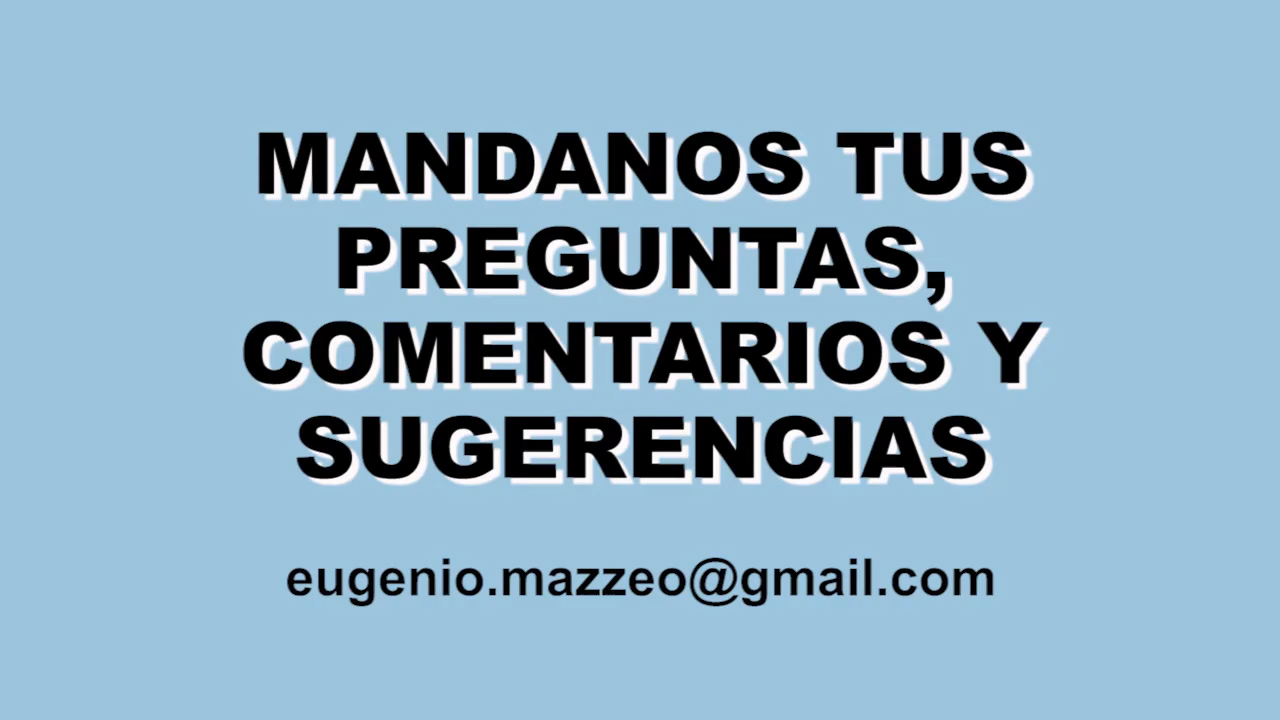 MANDANOS TUS
PREGUNTAS,
COMENTARIOS Y
SUGERENCIAS
eugenio.mazzeo@gmail.com